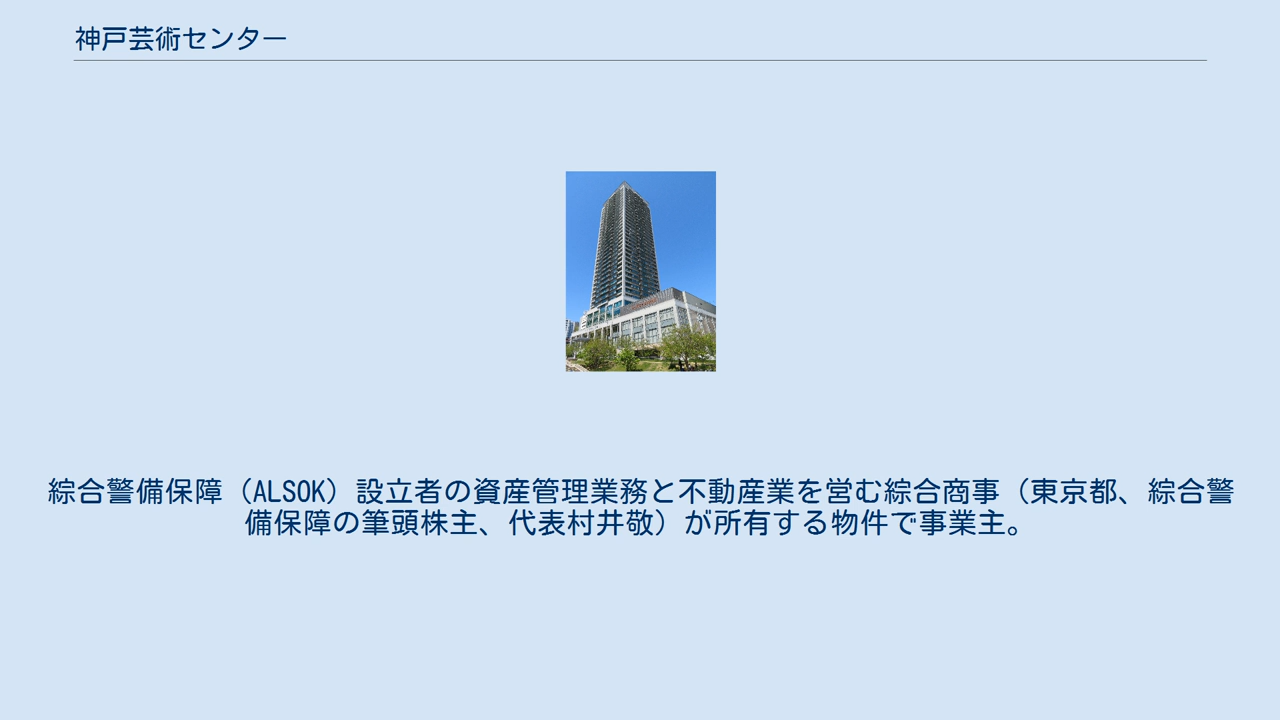 神戸芸術センター
綜合警備保障（ALSOK）設立者の資産管理業務と不動産業を営む綜合商事（東京都、綜合警
備保障の筆頭株主、代表村井敬）が所有する物件で事業主。